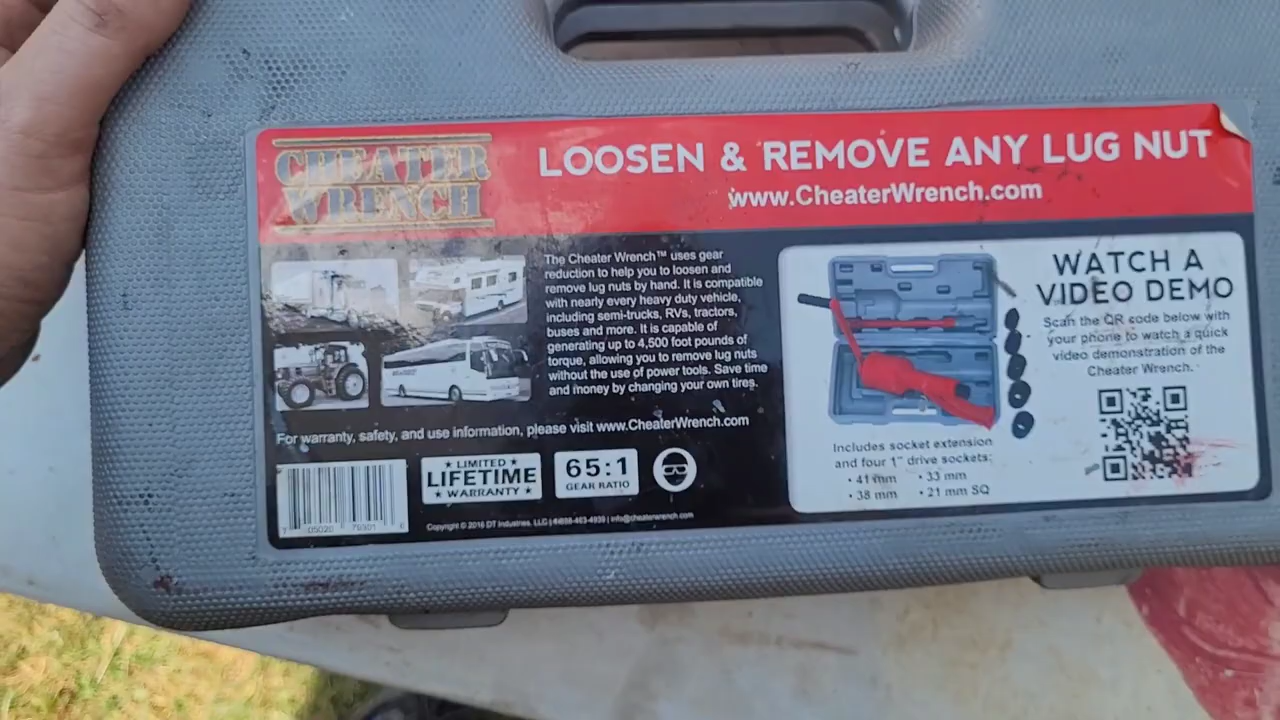 CHEATER
WRENCH
LOOSEN & REMOVE ANY LUG NUT
www.CheaterWrench.com
The Cheater Wrench™ uses gear
reduction to help you to loosen and
remove lug nuts by hand. It is compatible
with nearly every heavy duty vehicle,
including semi-trucks, RVs, tractors,
buses and more. It is capable of
generating up to 4,500 foot pounds of
torque, allowing you to remove lug nuts
without the use of power tools. Save time
and money by changing your own tires.
For warranty, safety, and use information, please visit www.CheaterWrench.com
LIMITED
LIFETIME
WARRANTY
65:1
GEAR RATIO
Copyright © 2016 DT Industries, LLC | info@cheaterwrench.com
WATCH A
VIDEO DEMO
Scan the QR code below with
your phone to watch a quick
video demonstration of the
Cheater Wrench.
Includes socket extension
and four 1" drive sockets:
• 41 mm • 33 mm
• 38 mm • 21 mm SQ